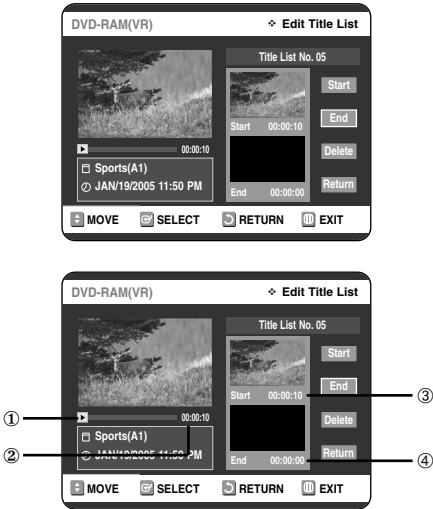 DVD-RAM(VR) ❖ Edit Title List
Title List No. 05
Start
Start 00:00:10
End
00:00:10
Sports(A1)
JAN/19/2005 11:50 PM
Delete
End 00:00:00
Return
MOVE SELECT RETURN EXIT
DVD-RAM(VR) ❖ Edit Title List
Title List No. 05
Start
End
Start 00:00:10 ③
① 00:00:10
Delete
Sports(A1)
② JAN/19/2005 11:50 PM
Return
End 00:00:00 ④
MOVE SELECT RETURN EXIT